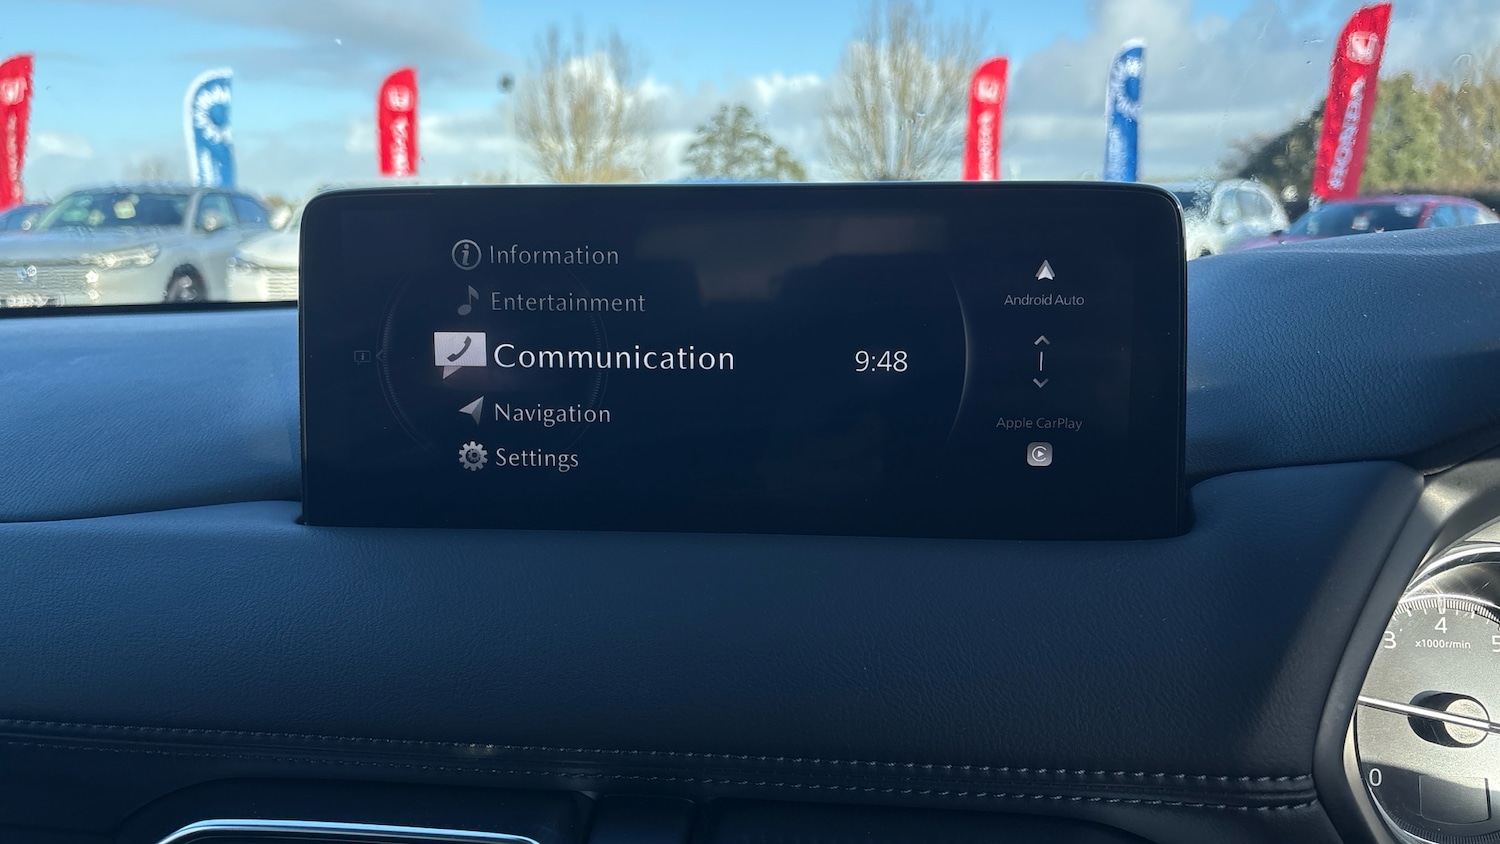 Information
Entertainment
Communication
Navigation
Settings
9:48
Android Auto
Apple CarPlay
3
4
5
x1000r/min
0